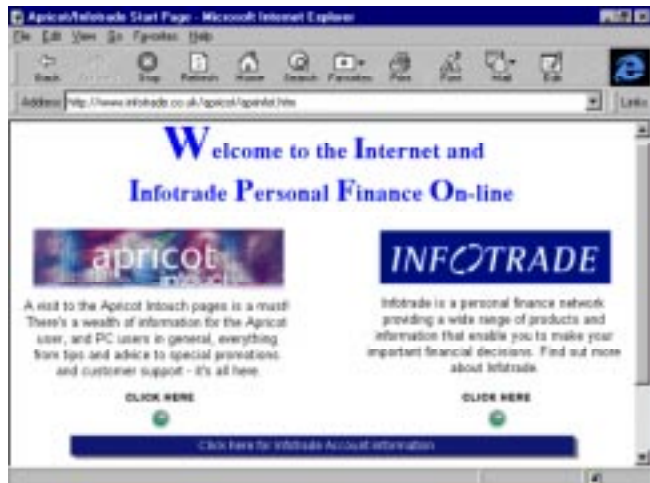 Apricot/Infotrade Start Page - Microsoft Internet Explorer
File Edit View Go Favorites Help
Back Forward Stop Refresh Home Search Favorites Print Font Mail Edit
Address http://www.infotrade.co.uk/apricot/aprinfot.htm Links
Welcome to the Internet and
Infotrade Personal Finance On-line
apricot
intouch
A visit to the Apricot Intouch pages is a must!
There's a wealth of information for the Apricot
user, and PC users in general, everything
from tips and advice to special promotions
and customer support - it's all here.
CLICK HERE
INFOTRADE
Infotrade is a personal finance network
providing a wide range of products and
information that enable you to make your
important financial decisions. Find out more
about Infotrade.
CLICK HERE
Click here for Infotrade Account information